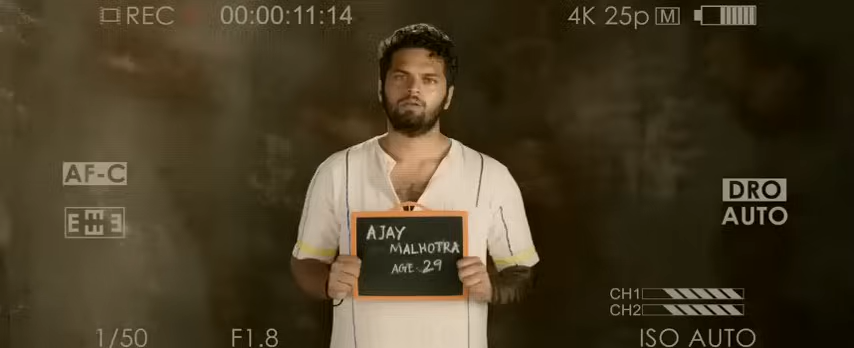 REC 00:00:11:14 4K 25p M
AF-C
DRO
AUTO
AJAY
MALHOTRA
AGE. 29
CH1
CH2
1/50 F1.8 ISO AUTO